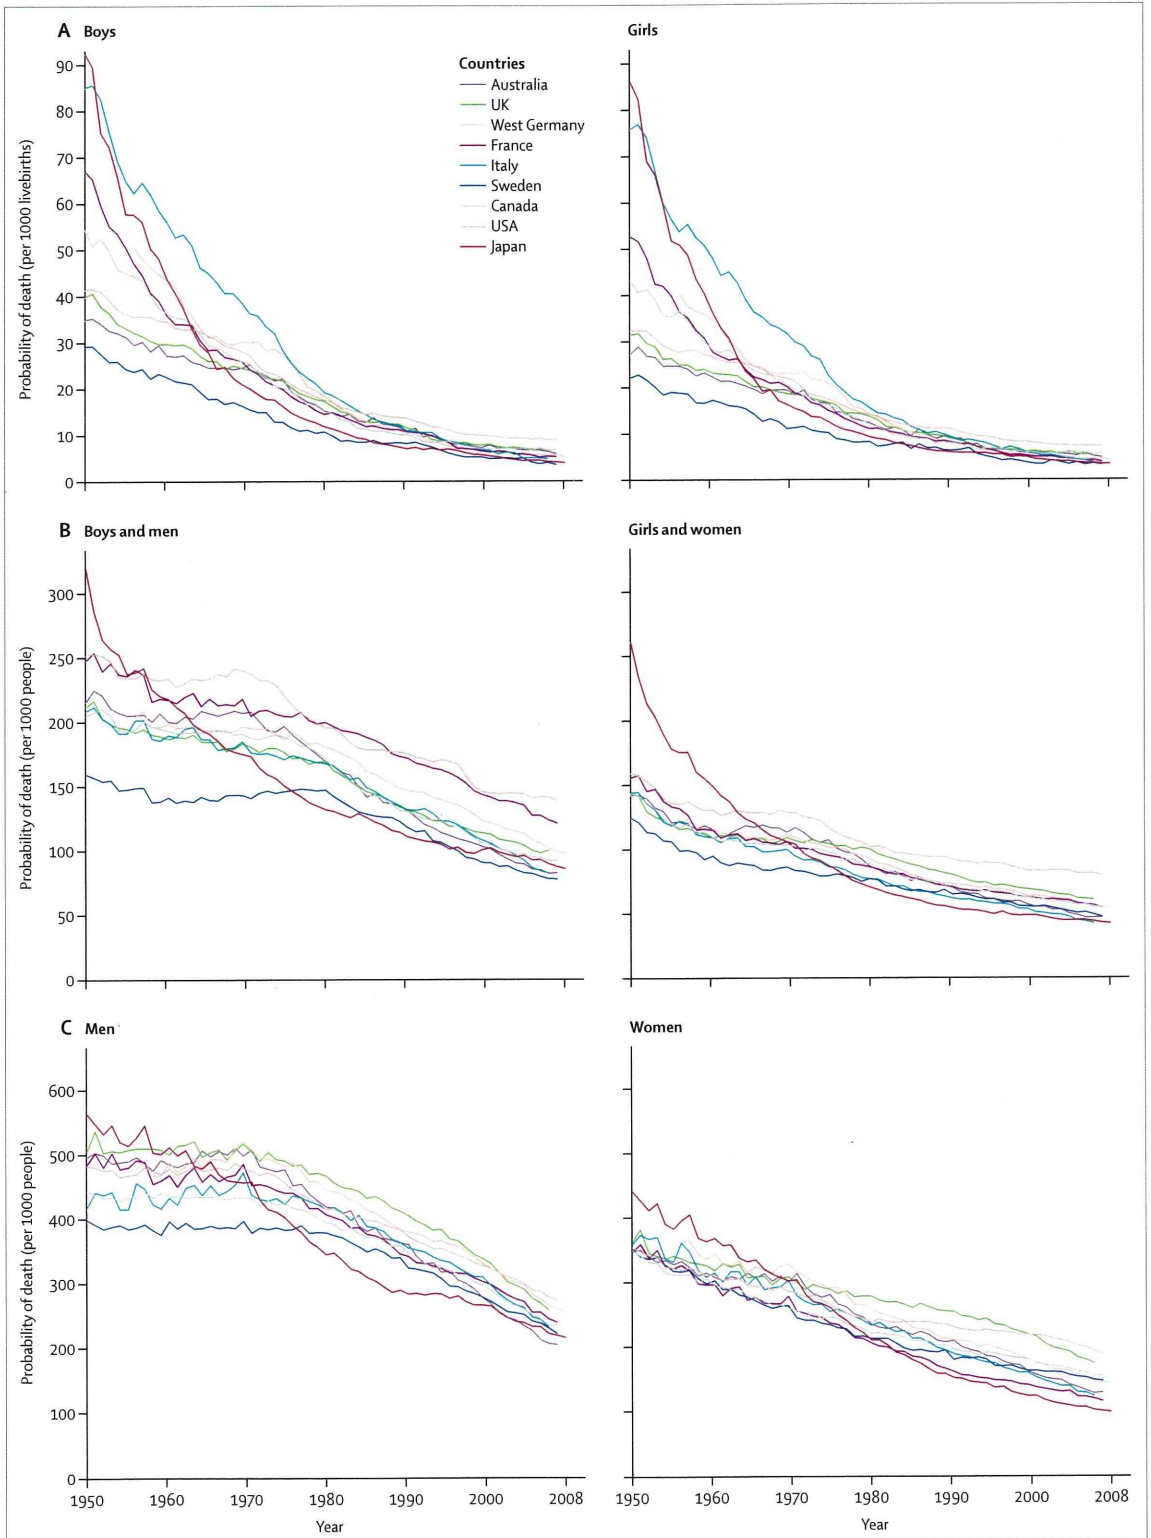 A Boys
Girls
Countries
Australia
UK
West Germany
France
Italy
Sweden
Canada
USA
Japan
Probability of death (per 1000 livebirths)
90
80
70
60
50
40
30
20
10
0
B Boys and men
Girls and women
Probability of death (per 1000 people)
300
250
200
150
100
50
0
C Men
Women
Probability of death (per 1000 people)
600
500
400
300
200
100
0
1950 1960 1970 1980 1990 2000 2008
Year
1950 1960 1970 1980 1990 2000 2008
Year